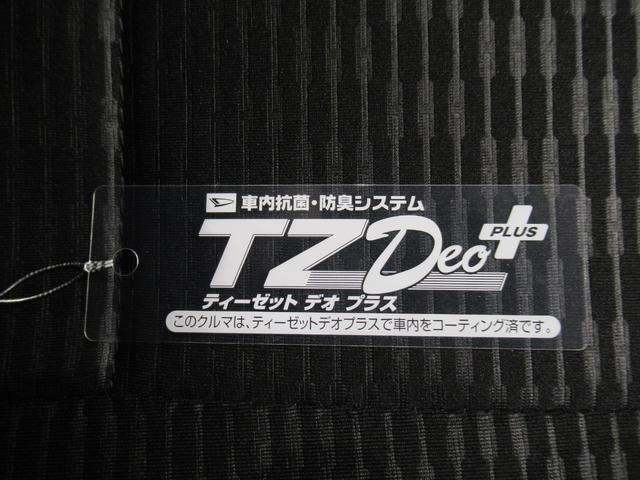 車内抗菌・防臭システム
TZ Deo PLUS
ティーゼット デオ プラス
このクルマは、ティーゼットデオプラスで車内をコーティング済です。